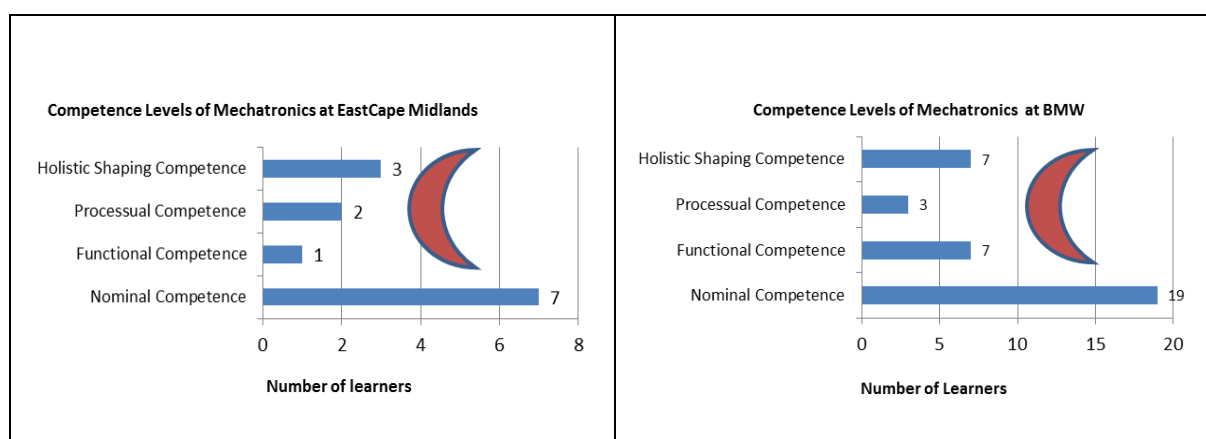 Competence Levels of Mechatronics at EastCape Midlands
Holistic Shaping Competence 3
Processual Competence 2
Functional Competence 1
Nominal Competence 7
0 2 4 6 8
Number of learners
Competence Levels of Mechatronics at BMW
Holistic Shaping Competence 7
Processual Competence 3
Functional Competence 7
Nominal Competence 19
0 5 10 15 20
Number of Learners